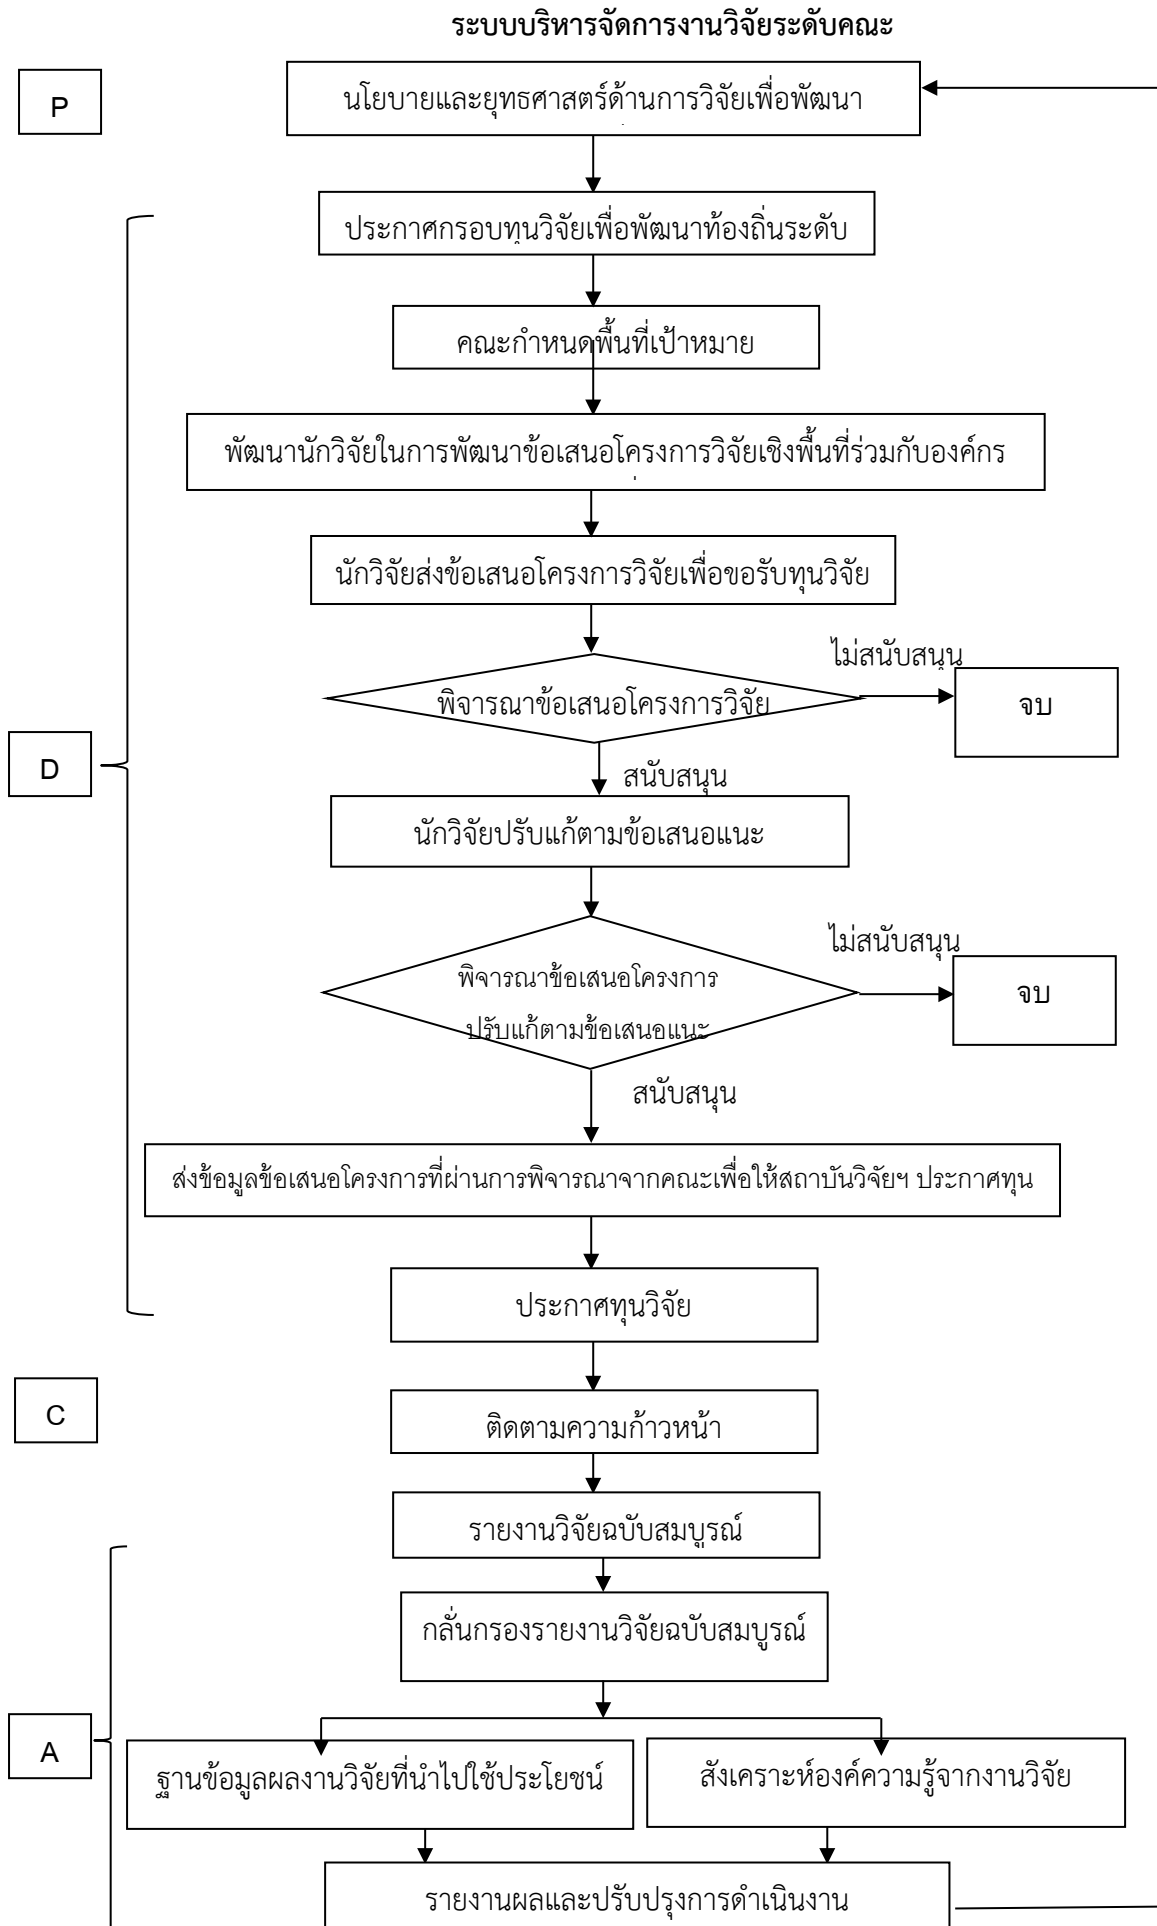 ระบบบริหารจัดการงานวิจัยระดับคณะ
P
นโยบายและยุทธศาสตร์ด้านการวิจัยเพื่อพัฒนา
ประกาศกรอบทุนวิจัยเพื่อพัฒนาท้องถิ่นระดับ
คณะกำหนดพื้นที่เป้าหมาย
พัฒนานักวิจัยในการพัฒนาข้อเสนอโครงการวิจัยเชิงพื้นที่ร่วมกับองค์กร
นักวิจัยส่งข้อเสนอโครงการวิจัยเพื่อขอรับทุนวิจัย
ไม่สนับสนุน
พิจารณาข้อเสนอโครงการวิจัย
จบ
D
สนับสนุน
นักวิจัยปรับแก้ตามข้อเสนอแนะ
ไม่สนับสนุน
พิจารณาข้อเสนอโครงการ
ปรับแก้ตามข้อเสนอแนะ
จบ
สนับสนุน
ส่งข้อมูลข้อเสนอโครงการที่ผ่านการพิจารณาจากคณะเพื่อให้สถาบันวิจัยฯ ประกาศทุน
ประกาศทุนวิจัย
C
ติดตามความก้าวหน้า
รายงานวิจัยฉบับสมบูรณ์
กลั่นกรองรายงานวิจัยฉบับสมบูรณ์
A
ฐานข้อมูลผลงานวิจัยที่นำไปใช้ประโยชน์
สังเคราะห์องค์ความรู้จากงานวิจัย
รายงานผลและปรับปรุงการดำเนินงาน